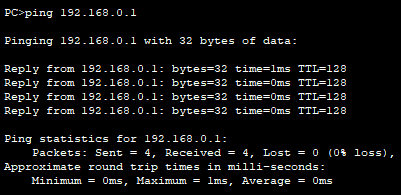 PC>ping 192.168.0.1
Pinging 192.168.0.1 with 32 bytes of data:
Reply from 192.168.0.1: bytes=32 time=1ms TTL=128
Reply from 192.168.0.1: bytes=32 time=0ms TTL=128
Reply from 192.168.0.1: bytes=32 time=0ms TTL=128
Reply from 192.168.0.1: bytes=32 time=0ms TTL=128
Ping statistics for 192.168.0.1:
    Packets: Sent = 4, Received = 4, Lost = 0 (0% loss),
Approximate round trip times in milli-seconds:
    Minimum = 0ms, Maximum = 1ms, Average = 0ms